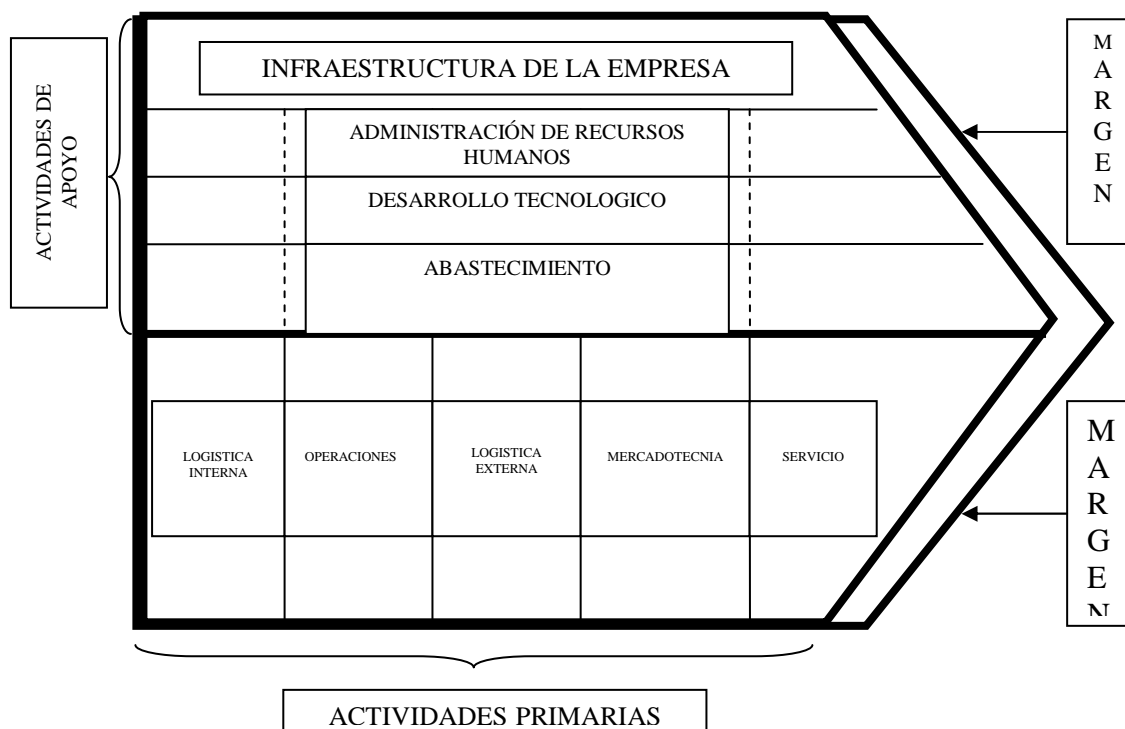 INFRAESTRUCTURA DE LA EMPRESA
ADMINISTRACIÓN DE RECURSOS
HUMANOS
DESARROLLO TECNOLOGICO
ABASTECIMIENTO
ACTIVIDADES DE
APOYO
M
A
R
G
E
N
LOGISTICA
INTERNA
OPERACIONES
LOGISTICA
EXTERNA
MERCADOTECNIA
SERVICIO
M
A
R
G
E
N
ACTIVIDADES PRIMARIAS